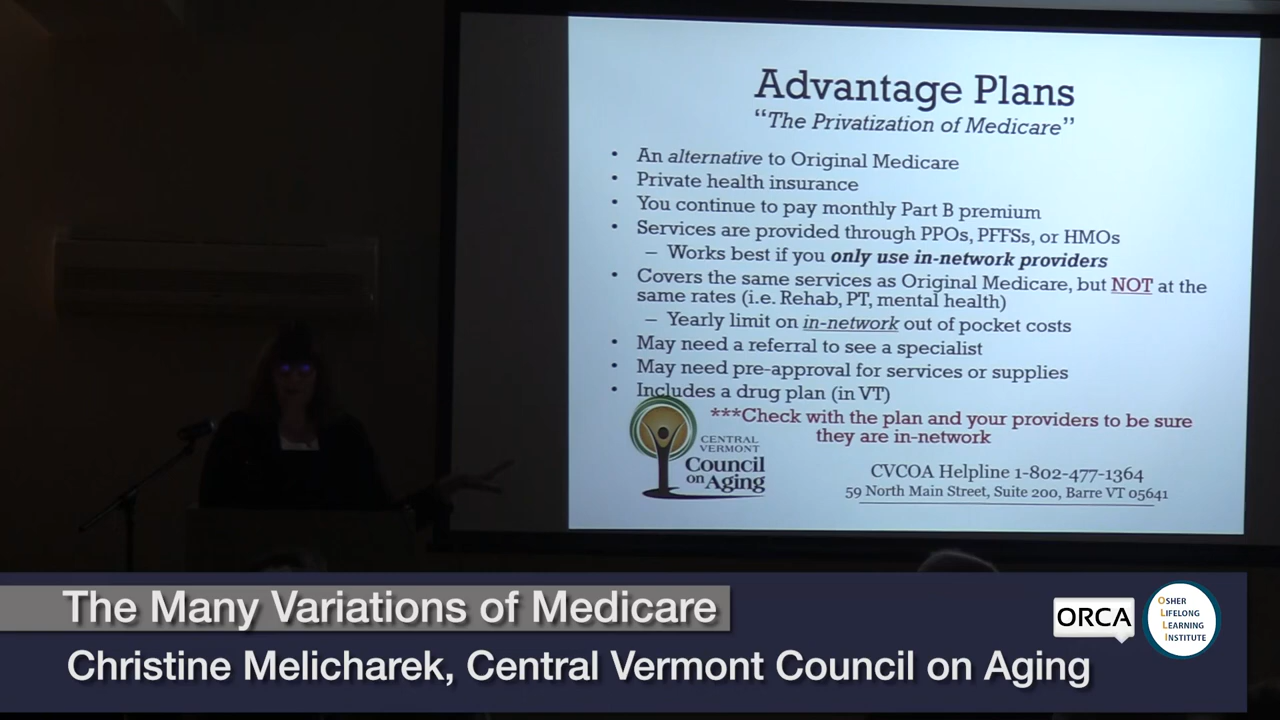 Advantage Plans
“The Privatization of Medicare”
• An alternative to Original Medicare
• Private health insurance
• You continue to pay monthly Part B premium
• Services are provided through PPOs, PFFSs, or HMOs
– Works best if you only use in-network providers
• Covers the same services as Original Medicare, but NOT at the
same rates (i.e. Rehab, PT, mental health)
– Yearly limit on in-network out of pocket costs
• May need a referral to see a specialist
• May need pre-approval for services or supplies
• Includes a drug plan (in VT)
***Check with the plan and your providers to be sure
they are in-network
CENTRAL
VERMONT
Council
on Aging
CVCOA Helpline 1-802-477-1364
59 North Main Street, Suite 200, Barre VT 05641
The Many Variations of Medicare
Christine Melicharek, Central Vermont Council on Aging
ORCA
OSHER
LIFELONG
LEARNING
INSTITUTE